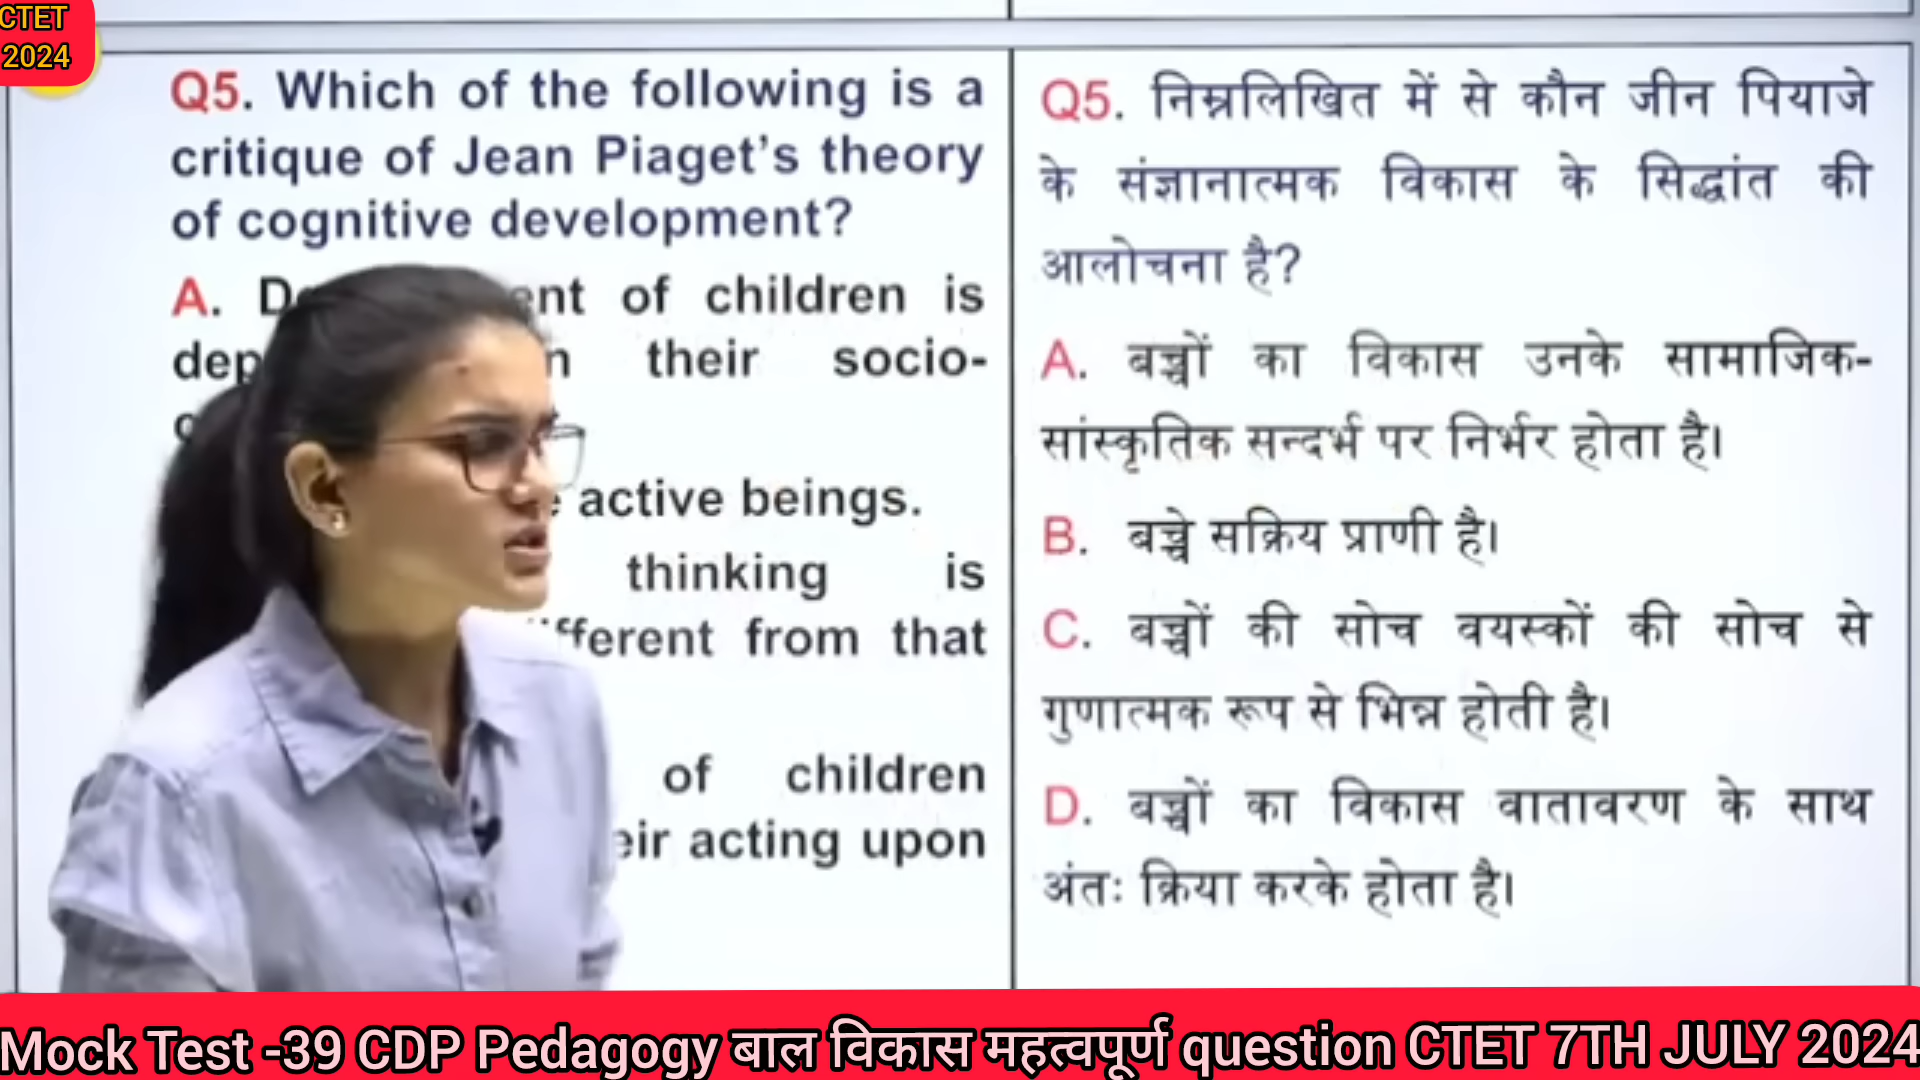 CTET
2024
Q5. Which of the following is a
critique of Jean Piaget's theory
of cognitive development?
A. of children is
their socio-
active beings.
thinking is
from that
of children
acting upon
Q5. निम्नलिखित में से कौन जीन पियाजे
के संज्ञानात्मक विकास के सिद्धांत की
आलोचना है?
A. बच्चों का विकास उनके सामाजिक-
सांस्कृतिक सन्दर्भ पर निर्भर होता है।
B. बच्चे सक्रिय प्राणी है।
C. बच्चों की सोच वयस्कों की सोच से
गुणात्मक रूप से भिन्न होती है।
D. बच्चों का विकास वातावरण के साथ
अंतः क्रिया करके होता है।
Mock Test -39 CDP Pedagogy बाल विकास महत्वपूर्ण question CTET 7TH JULY 2024